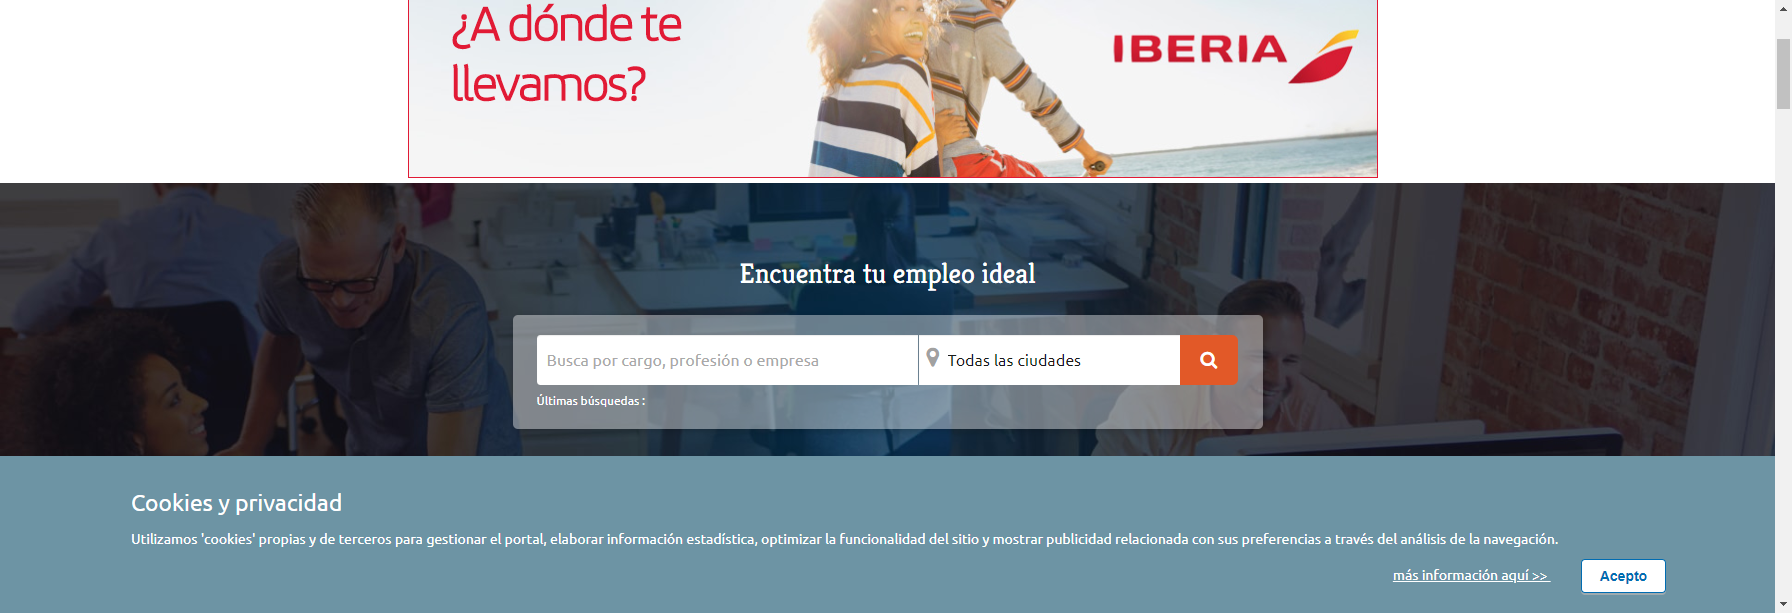 ¿A dónde te
llevamos?
IBERIA
Encuentra tu empleo ideal
Busca por cargo, profesión o empresa
Todas las ciudades
Últimas búsquedas :
Cookies y privacidad
Utilizamos 'cookies' propias y de terceros para gestionar el portal, elaborar información estadística, optimizar la funcionalidad del sitio y mostrar publicidad relacionada con sus preferencias a través del análisis de la navegación.
más información aquí >>
Acepto